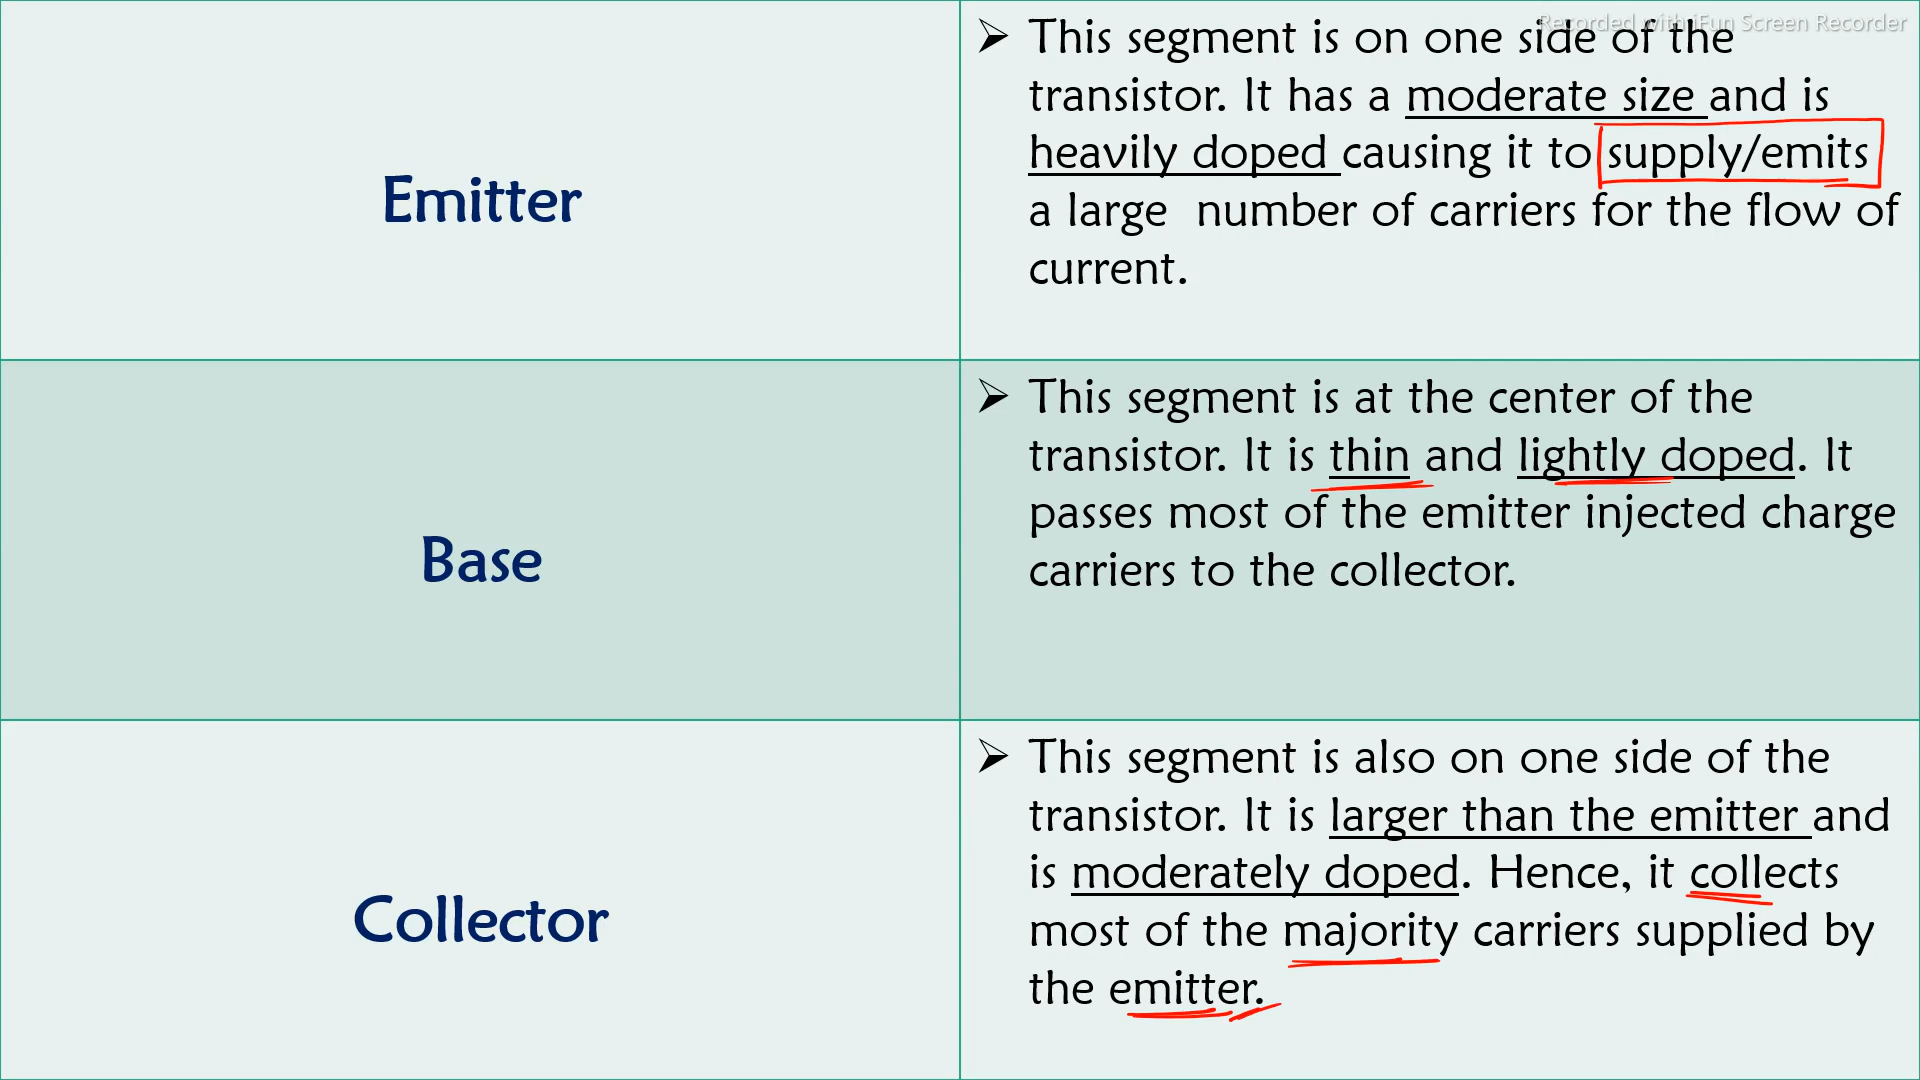 Recorded with iFun Screen Recorder
Emitter
➢ This segment is on one side of the
transistor. It has a moderate size and is
heavily doped causing it to supply/emits
a large number of carriers for the flow of
current.
Base
➢ This segment is at the center of the
transistor. It is thin and lightly doped. It
passes most of the emitter injected charge
carriers to the collector.
Collector
➢ This segment is also on one side of the
transistor. It is larger than the emitter and
is moderately doped. Hence, it collects
most of the majority carriers supplied by
the emitter.